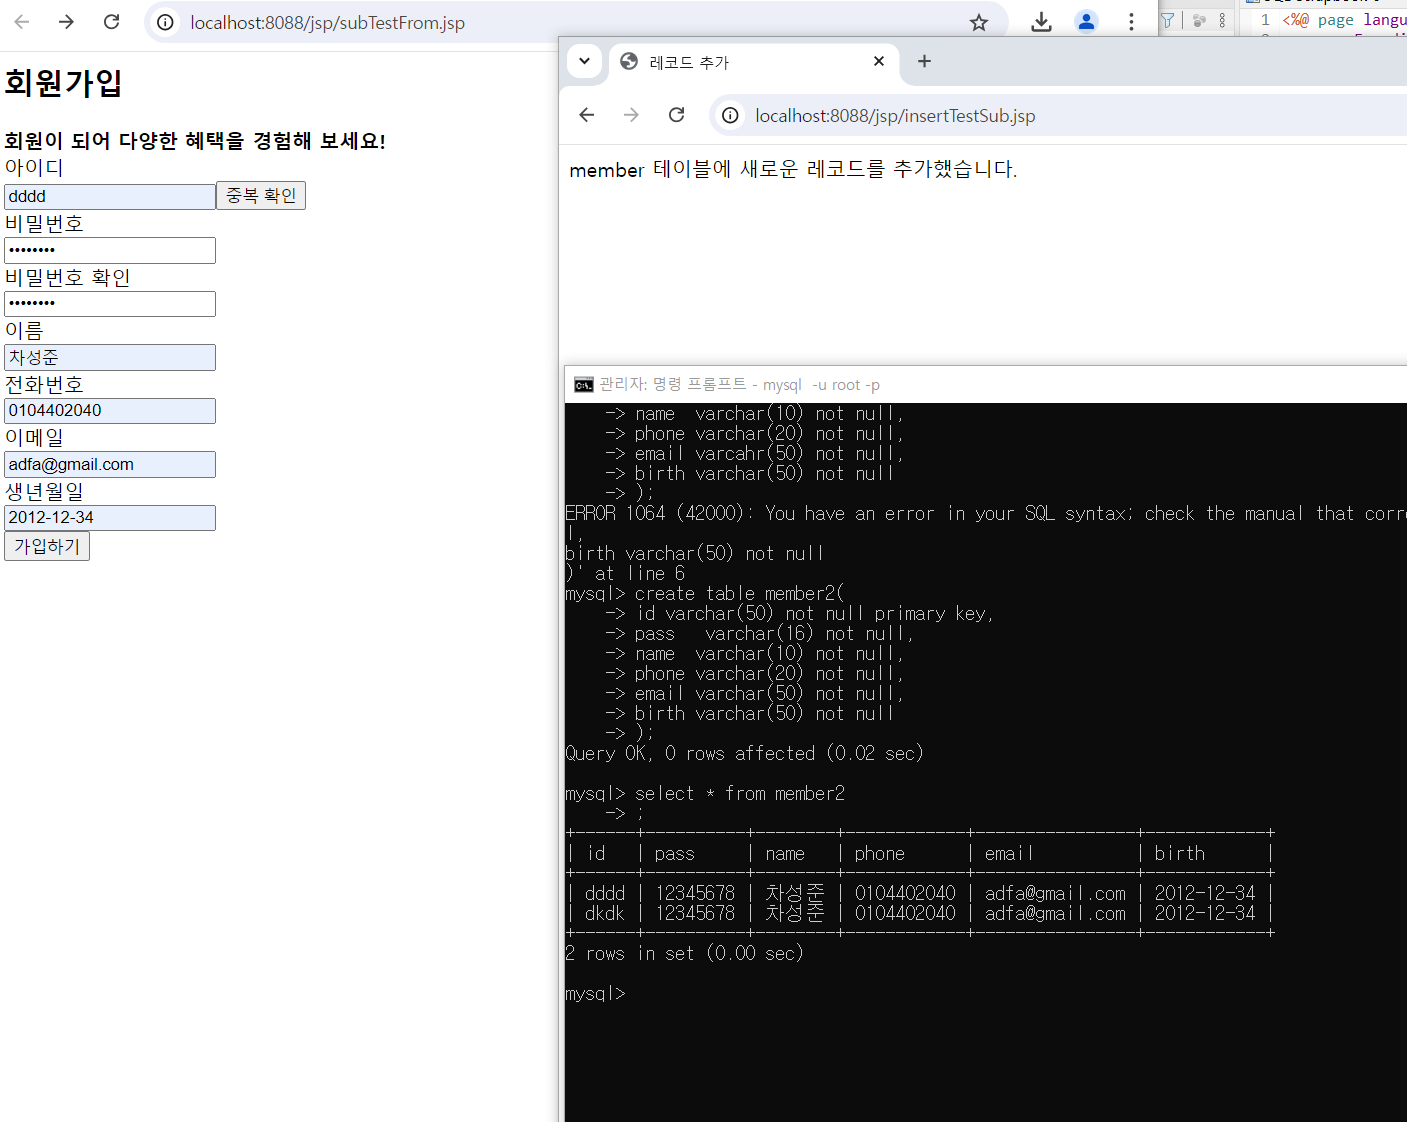 localhost:8088/jsp/subTestFrom.jsp
회원가입
회원이 되어 다양한 혜택을 경험해 보세요!
아이디
dddd
중복 확인
비밀번호
••••••••
비밀번호 확인
••••••••
이름
차성준
전화번호
0104402040
이메일
adfa@gmail.com
생년월일
2012-12-34
가입하기
1 <%@ page langu
레코드 추가
localhost:8088/jsp/insertTestSub.jsp
member 테이블에 새로운 레코드를 추가했습니다.
관리자: 명령 프롬프트 - mysql  -u root -p
    -> name  varchar(10) not null,
    -> phone varchar(20) not null,
    -> email varcahr(50) not null,
    -> birth varchar(50) not null
    -> );
ERROR 1064 (42000): You have an error in your SQL syntax; check the manual that corr
l,
birth varchar(50) not null
)' at line 6
mysql> create table member2(
    -> id varchar(50) not null primary key,
    -> pass   varchar(16) not null,
    -> name  varchar(10) not null,
    -> phone varchar(20) not null,
    -> email varchar(50) not null,
    -> birth varchar(50) not null
    -> );
Query OK, 0 rows affected (0.02 sec)
mysql> select * from member2
    -> ;
+------+----------+--------+------------+----------------+------------+
| id   | pass     | name   | phone      | email          | birth      |
+------+----------+--------+------------+----------------+------------+
| dddd | 12345678 | 차성준 | 0104402040 | adfa@gmail.com | 2012-12-34 |
| dkdk | 12345678 | 차성준 | 0104402040 | adfa@gmail.com | 2012-12-34 |
+------+----------+--------+------------+----------------+------------+
2 rows in set (0.00 sec)
mysql>